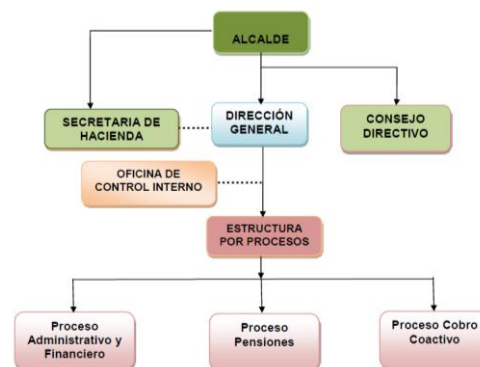 ALCALDE
SECRETARIA DE
HACIENDA
DIRECCIÓN
GENERAL
CONSEJO
DIRECTIVO
OFICINA DE
CONTROL INTERNO
ESTRUCTURA
POR PROCESOS
Proceso
Administrativo y
Financiero
Proceso
Pensiones
Proceso Cobro
Coactivo